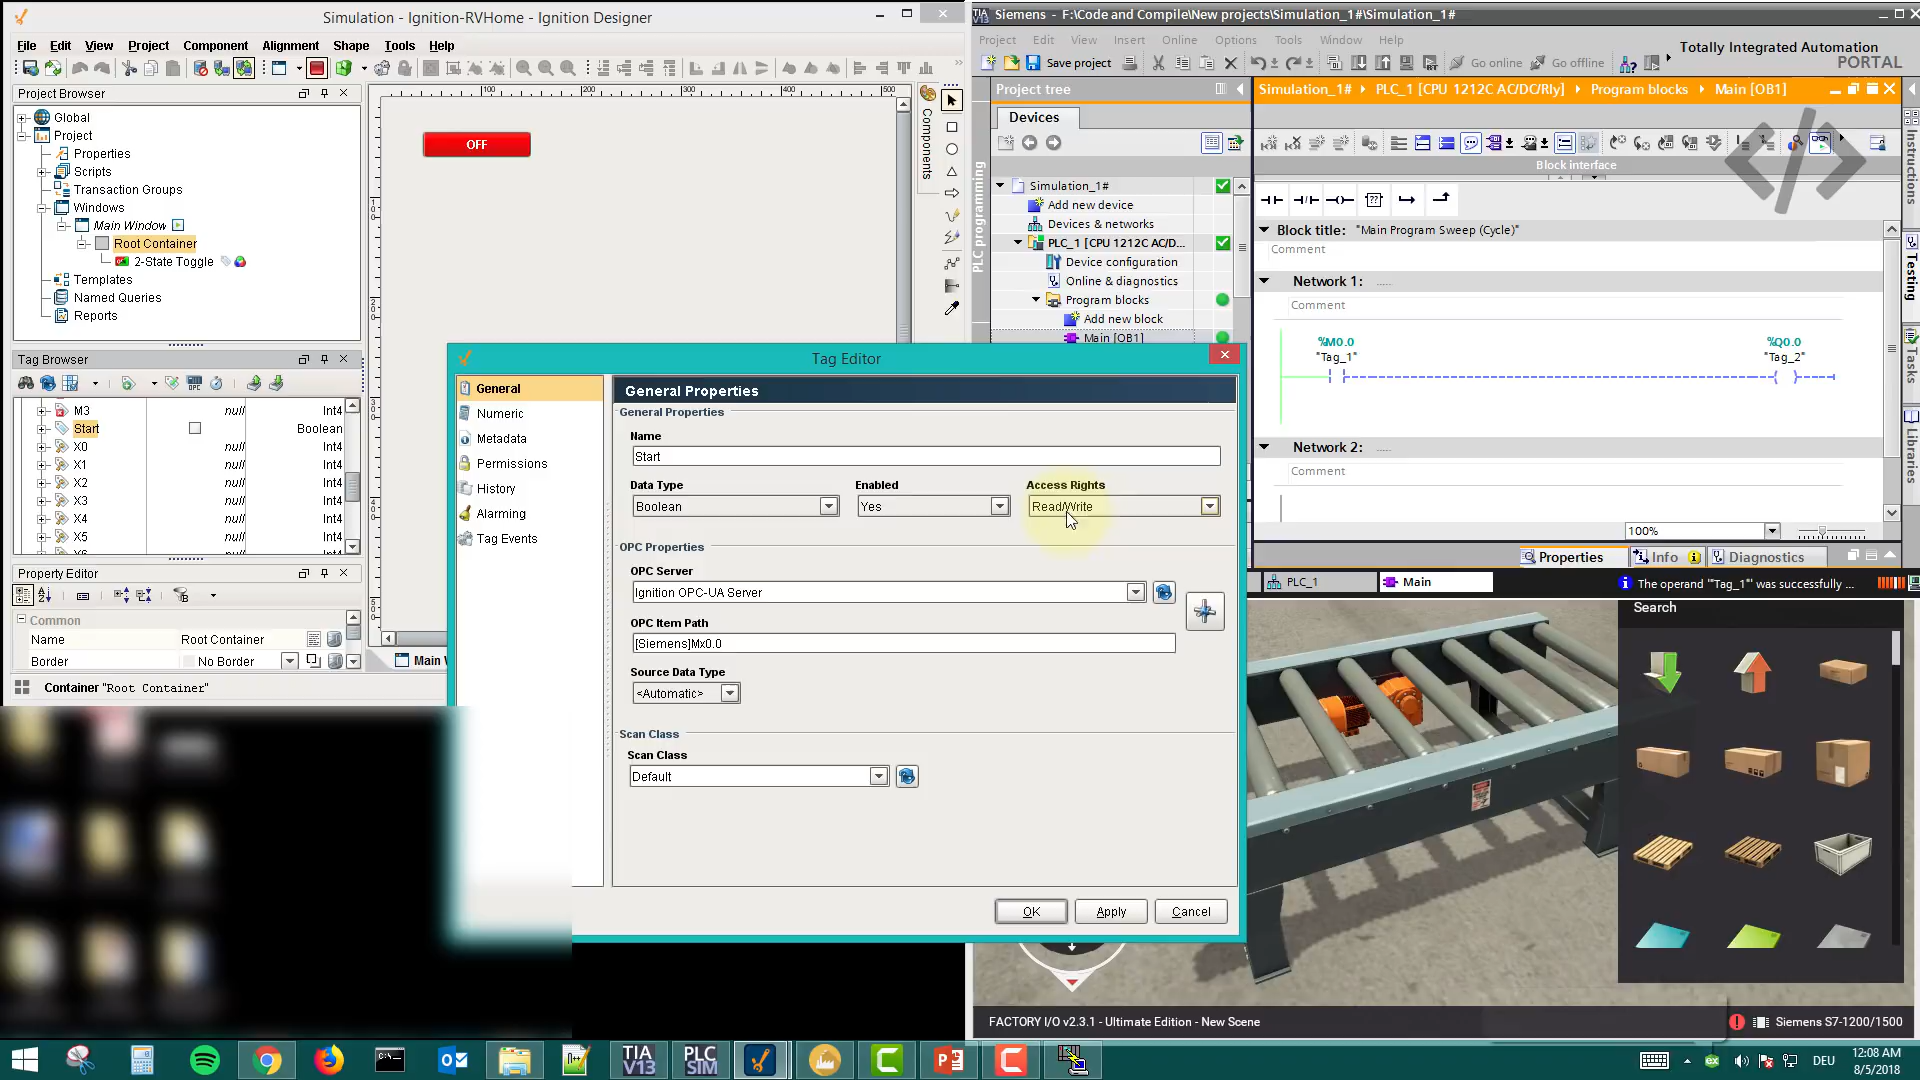 Simulation - Ignition-RVHome - Ignition Designer
File Edit View Project Component Alignment Shape Tools Help
Project Browser
Global
Project
Properties
Scripts
Transaction Groups
Windows
Main Window
Root Container
2-State Toggle
Templates
Named Queries
Reports
Tag Browser
M3 null Int4
Start Boolean
X0 null Int4
X1 null Int4
X2 null Int4
X3 null Int4
X4 null Int4
X5 null Int4
Property Editor
Common
Name Root Container
Border No Border
Container "Root Container"
100 200 300 400 500
OFF
Components
Main W
Tag Editor
General
Numeric
Metadata
Permissions
History
Alarming
Tag Events
General Properties
General Properties
Name
Start
Data Type Enabled Access Rights
Boolean Yes Read/Write
OPC Properties
OPC Server
Ignition OPC-UA Server
OPC Item Path
[Siemens]Mx0.0
Source Data Type
<Automatic>
Scan Class
Scan Class
Default
OK Apply Cancel
TIA V13
Siemens - F:\Code and Compile\New projects\Simulation_1#\Simulation_1#
Project Edit View Insert Online Options Tools Window Help
Totally Integrated Automation
PORTAL
Save project Go online Go offline
Project tree
Devices
PLC programming
Simulation_1#
Add new device
Devices & networks
PLC_1 [CPU 1212C AC/D...
Device configuration
Online & diagnostics
Program blocks
Add new block
Main [OB1]
Simulation_1# PLC_1 [CPU 1212C AC/DC/Rly] Program blocks Main [OB1]
Block interface
Block title: "Main Program Sweep (Cycle)"
Comment
Network 1: .....
Comment
%M0.0
"Tag_1"
%Q0.0
"Tag_2"
Network 2: .....
Comment
100%
Properties Info Diagnostics
Instructions
Testing
Tasks
Libraries
PLC_1 Main The operand '"Tag_1"' was successfully ...
Search
FACTORY I/O v2.3.1 - Ultimate Edition - New Scene
Siemens S7-1200/1500
TIA V13
PLC SIM
DEU
12:08 AM
8/5/2018